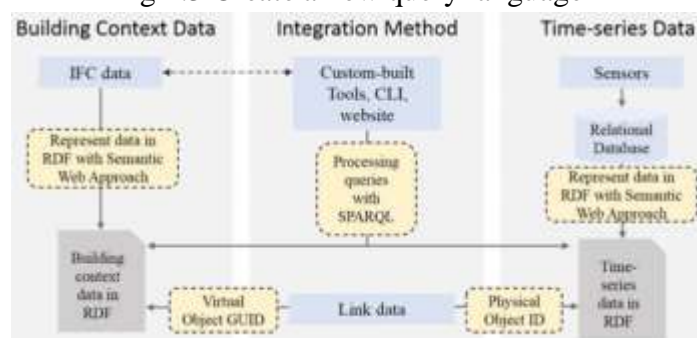 Building Context Data
Integration Method
Time-series Data
IFC data
Custom-built
Tools, CLI,
website
Sensors
Relational
Database
Represent data in
RDF with Semantic
Web Approach
Processing
queries
with
SPARQL
Represent data in
RDF with Semantic
Web Approach
Building
context
data in
RDF
Virtual
Object GUID
Link data
Physical
Object ID
Time-
series
data in
RDF